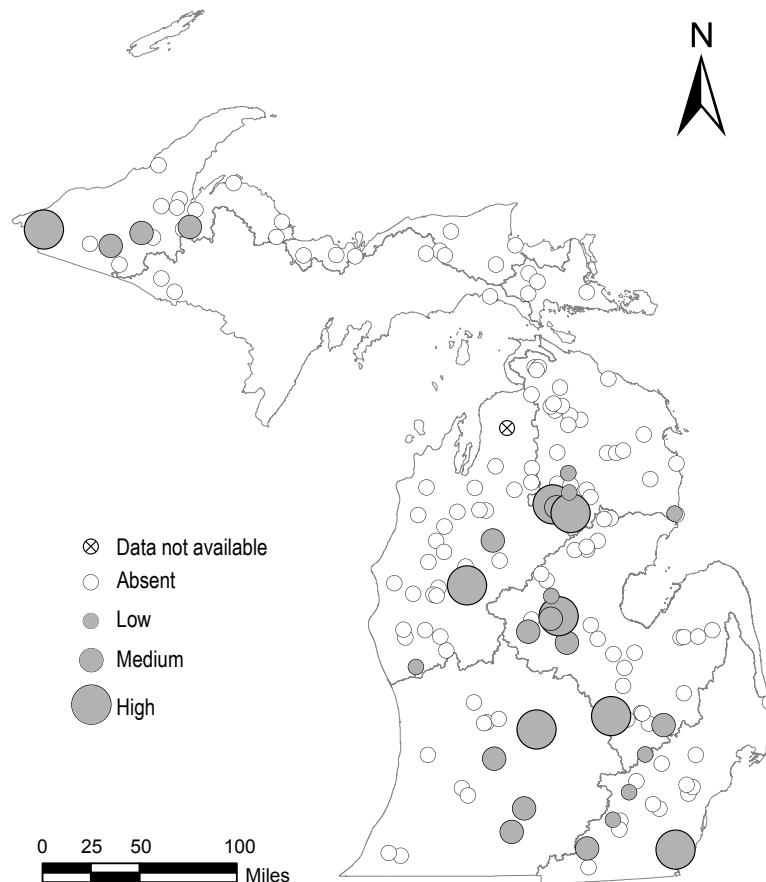 N
Data not available
Absent
Low
Medium
High
0 25 50 100
Miles